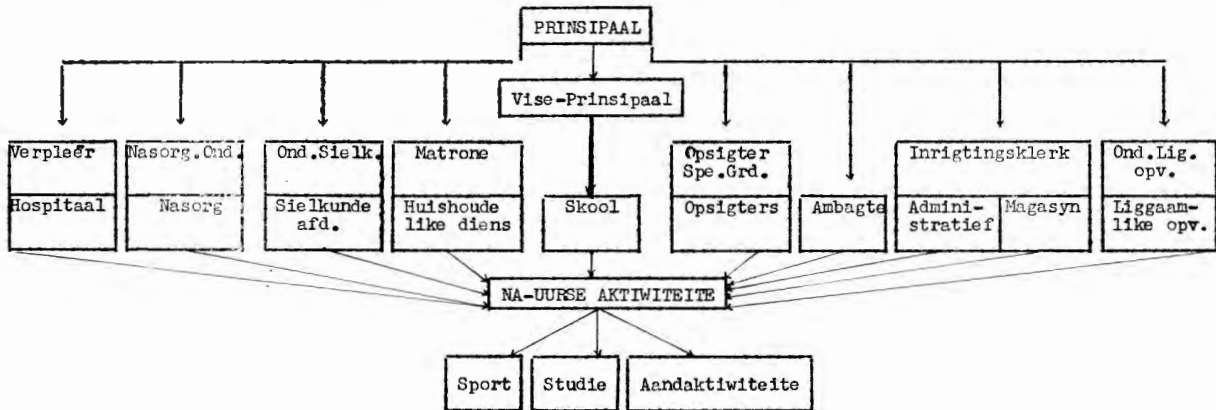 PRINSIPAAL
Vise-Prinsipaal
Verpleer
Nasorg.Ond.
Ond.Sielk.
Matrone
Opsigter
Spe.Grd.
Inrigtingsklerk
Ond.Lig.
opv.
Hospitaal
Nasorg
Sielkunde
afd.
Huishoude
like diens
Skool
Opsigters
Ambagte
Admini-
stratief
Magasyn
Liggaam-
like opv.
NA-UURSE AKTIWITEITE
Sport
Studie
Aandaktiwiteite